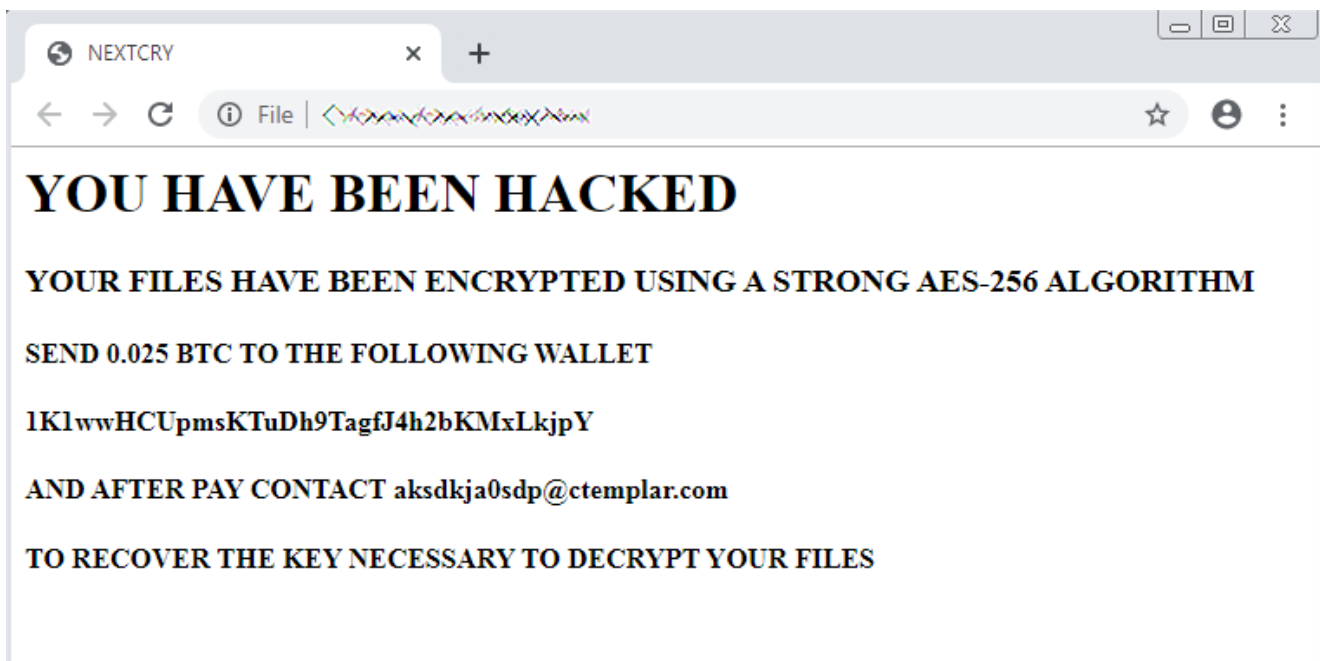 NEXTCRY
File
YOU HAVE BEEN HACKED
YOUR FILES HAVE BEEN ENCRYPTED USING A STRONG AES-256 ALGORITHM
SEND 0.025 BTC TO THE FOLLOWING WALLET
1K1wwHCUpmsKTuDh9TagfJ4h2bKMxLkjpY
AND AFTER PAY CONTACT aksdkja0sdp@ctemplar.com
TO RECOVER THE KEY NECESSARY TO DECRYPT YOUR FILES